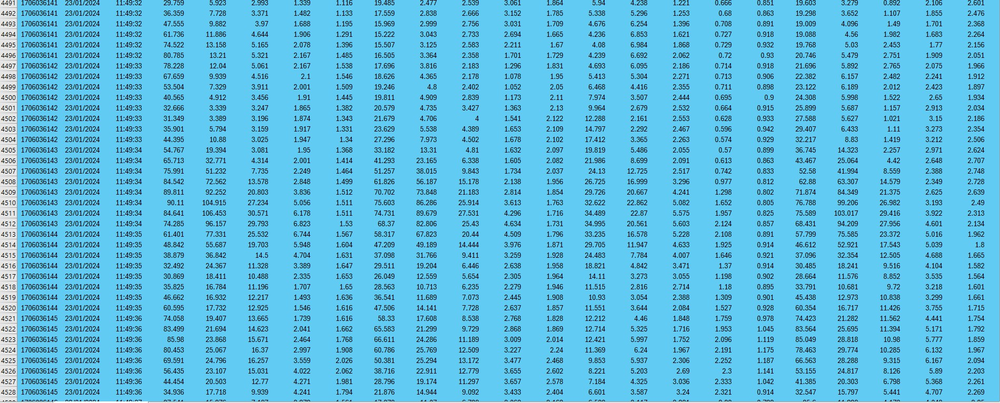 4491 1706036141 23/01/2024 11:49:32 29.759 5.923 2.993 1.339 1.116 19.485 2.477 2.539 3.061 1.864 5.94 4.238 1.221 0.666 0.851 19.603 3.279 0.892 2.106 2.601
4492 1706036141 23/01/2024 11:49:32 36.359 7.728 3.371 1.482 1.133 17.559 2.838 2.666 3.152 1.785 5.338 5.296 1.253 0.68 0.863 19.298 3.652 1.107 1.855 2.476
4493 1706036141 23/01/2024 11:49:32 47.555 9.882 3.97 1.688 1.195 15.969 2.999 2.756 3.031 1.709 4.676 6.254 1.396 0.708 0.891 19.009 4.096 1.49 1.701 2.368
4494 1706036141 23/01/2024 11:49:32 61.736 11.886 4.644 1.906 1.291 15.222 3.043 2.733 2.694 1.665 4.236 6.853 1.621 0.727 0.918 19.088 4.56 1.982 1.683 2.264
4495 1706036141 23/01/2024 11:49:32 74.522 13.158 5.165 2.078 1.396 15.507 3.125 2.583 2.211 1.67 4.08 6.984 1.868 0.729 0.932 19.768 5.03 2.453 1.77 2.156
4496 1706036141 23/01/2024 11:49:32 80.785 13.21 5.321 2.167 1.485 16.505 3.364 2.358 1.701 1.729 4.239 6.692 2.062 0.72 0.93 20.746 5.479 2.751 1.909 2.051
4497 1706036142 23/01/2024 11:49:33 78.228 12.04 5.061 2.167 1.538 17.696 3.816 2.183 1.296 1.831 4.693 6.095 2.186 0.714 0.918 21.696 5.892 2.765 2.075 1.966
4498 1706036142 23/01/2024 11:49:33 67.659 9.939 4.516 2.1 1.546 18.626 4.365 2.178 1.078 1.95 5.413 5.304 2.271 0.713 0.906 22.382 6.157 2.482 2.241 1.912
4499 1706036142 23/01/2024 11:49:33 53.504 7.329 3.911 2.001 1.509 19.246 4.8 2.402 1.052 2.05 6.468 4.416 2.355 0.711 0.898 23.122 6.189 2.012 2.423 1.897
4500 1706036142 23/01/2024 11:49:33 40.565 4.912 3.456 1.91 1.445 19.811 4.909 2.839 1.173 2.11 7.974 3.507 2.444 0.695 0.9 24.308 5.998 1.522 2.65 1.934
4501 1706036142 23/01/2024 11:49:33 32.666 3.339 3.247 1.865 1.382 20.579 4.735 3.427 1.363 2.13 9.964 2.679 2.532 0.664 0.915 25.899 5.687 1.157 2.913 2.034
4502 1706036142 23/01/2024 11:49:33 31.349 3.389 3.196 1.874 1.343 21.679 4.706 4 1.541 2.122 12.288 2.161 2.553 0.628 0.933 27.588 5.627 1.021 3.15 2.186
4503 1706036142 23/01/2024 11:49:33 35.901 5.794 3.159 1.917 1.331 23.629 5.538 4.389 1.653 2.109 14.797 2.292 2.467 0.596 0.942 29.407 6.433 1.11 3.273 2.354
4504 1706036142 23/01/2024 11:49:33 44.395 10.88 3.025 1.947 1.34 27.296 7.973 4.502 1.678 2.102 17.412 3.365 2.263 0.574 0.929 32.217 8.83 1.419 3.212 2.506
4505 1706036143 23/01/2024 11:49:34 54.767 19.394 3.081 1.95 1.368 33.182 13.31 4.81 1.632 2.097 19.819 5.486 2.055 0.57 0.899 36.745 14.323 2.257 2.971 2.624
4506 1706036143 23/01/2024 11:49:34 65.713 32.771 4.314 2.001 1.414 41.293 23.165 6.338 1.605 2.082 21.986 8.699 2.091 0.613 0.863 43.467 25.064 4.42 2.648 2.707
4507 1706036143 23/01/2024 11:49:34 75.991 51.232 7.735 2.249 1.464 51.257 38.015 9.843 1.734 2.037 24.13 12.725 2.517 0.742 0.833 52.58 41.994 8.559 2.388 2.748
4508 1706036143 23/01/2024 11:49:34 84.542 72.562 13.578 2.848 1.499 61.826 56.187 15.178 2.138 1.956 26.725 16.999 3.296 0.977 0.812 62.88 63.307 14.579 2.349 2.728
4509 1706036143 23/01/2024 11:49:34 89.811 92.252 20.803 3.836 1.512 70.702 73.848 21.183 2.814 1.854 29.726 20.667 4.241 1.298 0.802 71.874 84.349 21.375 2.625 2.639
4510 1706036143 23/01/2024 11:49:34 90.11 104.915 27.234 5.056 1.511 75.603 86.286 25.914 3.613 1.763 32.622 22.862 5.082 1.652 0.805 76.788 99.206 26.982 3.193 2.49
4511 1706036143 23/01/2024 11:49:34 84.641 106.453 30.571 6.178 1.511 74.731 89.679 27.531 4.296 1.716 34.489 22.87 5.575 1.957 0.825 75.589 103.017 29.416 3.922 2.313
4512 1706036143 23/01/2024 11:49:34 74.285 96.157 29.793 6.823 1.53 68.37 82.806 25.43 4.634 1.731 34.995 20.561 5.603 2.124 0.857 68.431 94.209 27.956 4.601 2.134
4513 1706036144 23/01/2024 11:49:35 61.401 77.331 25.532 6.744 1.567 58.317 67.823 20.44 4.509 1.796 33.235 16.578 5.228 2.108 0.891 57.799 75.585 23.372 5.016 1.962
4514 1706036144 23/01/2024 11:49:35 48.842 55.687 19.703 5.948 1.604 47.209 49.189 14.444 3.976 1.871 29.705 11.947 4.633 1.925 0.914 46.612 52.921 17.543 5.039 1.8
4515 1706036144 23/01/2024 11:49:35 38.879 36.842 14.5 4.704 1.631 37.098 31.766 9.411 3.259 1.928 24.483 7.784 4.007 1.646 0.921 37.096 32.354 12.505 4.688 1.665
4516 1706036144 23/01/2024 11:49:35 32.492 24.367 11.328 3.389 1.647 29.511 19.204 6.446 2.638 1.958 18.821 4.842 3.471 1.37 0.914 30.485 18.241 9.516 4.104 1.582
4517 1706036144 23/01/2024 11:49:35 30.869 18.411 10.488 2.335 1.653 26.049 12.559 5.654 2.305 1.964 14.11 3.273 3.055 1.198 0.902 28.664 11.576 8.852 3.535 1.564
4518 1706036144 23/01/2024 11:49:35 35.825 16.784 11.196 1.707 1.65 28.563 10.713 6.235 2.279 1.946 11.515 2.816 2.714 1.18 0.895 33.791 10.681 9.72 3.218 1.601
4519 1706036144 23/01/2024 11:49:35 46.662 16.932 12.217 1.493 1.636 36.541 11.689 7.073 2.445 1.908 10.93 3.054 2.388 1.309 0.901 45.438 12.973 10.838 3.299 1.661
4520 1706036144 23/01/2024 11:49:35 60.595 17.732 12.925 1.546 1.616 47.506 14.141 7.728 2.637 1.857 11.551 3.644 2.084 1.527 0.928 60.354 16.717 11.426 3.755 1.715
4521 1706036145 23/01/2024 11:49:36 74.058 19.407 13.665 1.739 1.616 58.33 17.608 8.538 2.768 1.828 12.212 4.46 1.848 1.759 0.978 74.423 21.282 11.562 4.441 1.754
4522 1706036145 23/01/2024 11:49:36 83.499 21.694 14.623 2.041 1.662 65.583 21.299 9.729 2.868 1.869 12.714 5.325 1.716 1.953 1.045 83.564 25.695 11.394 5.171 1.792
4523 1706036145 23/01/2024 11:49:36 85.98 23.868 15.671 2.464 1.768 66.611 24.286 11.189 3.009 2.014 12.421 5.997 1.752 2.096 1.119 85.049 28.818 10.98 5.777 1.859
4524 1706036145 23/01/2024 11:49:36 80.453 25.067 16.37 2.997 1.908 60.786 25.769 12.509 3.227 2.24 11.369 6.24 1.967 2.191 1.175 78.463 29.774 10.285 6.132 1.967
4525 1706036145 23/01/2024 11:49:36 69.591 24.796 16.257 3.559 2.026 50.381 25.294 13.172 3.477 2.468 9.853 5.937 2.306 2.252 1.187 66.563 28.288 9.315 6.167 2.094
4526 1706036145 23/01/2024 11:49:36 56.435 23.107 15.031 4.022 2.062 38.716 22.911 12.779 3.655 2.602 8.221 5.203 2.69 2.3 1.141 53.155 24.817 8.126 5.89 2.203
4527 1706036145 23/01/2024 11:49:36 44.454 20.503 12.77 4.271 1.981 28.796 19.174 11.297 3.657 2.578 7.184 4.325 3.036 2.333 1.042 41.385 20.303 6.798 5.368 2.261
4528 1706036145 23/01/2024 11:49:36 34.936 17.718 9.939 4.241 1.794 21.876 14.944 9.092 3.433 2.404 6.601 3.587 3.24 2.321 0.914 32.547 15.797 5.441 4.707 2.269